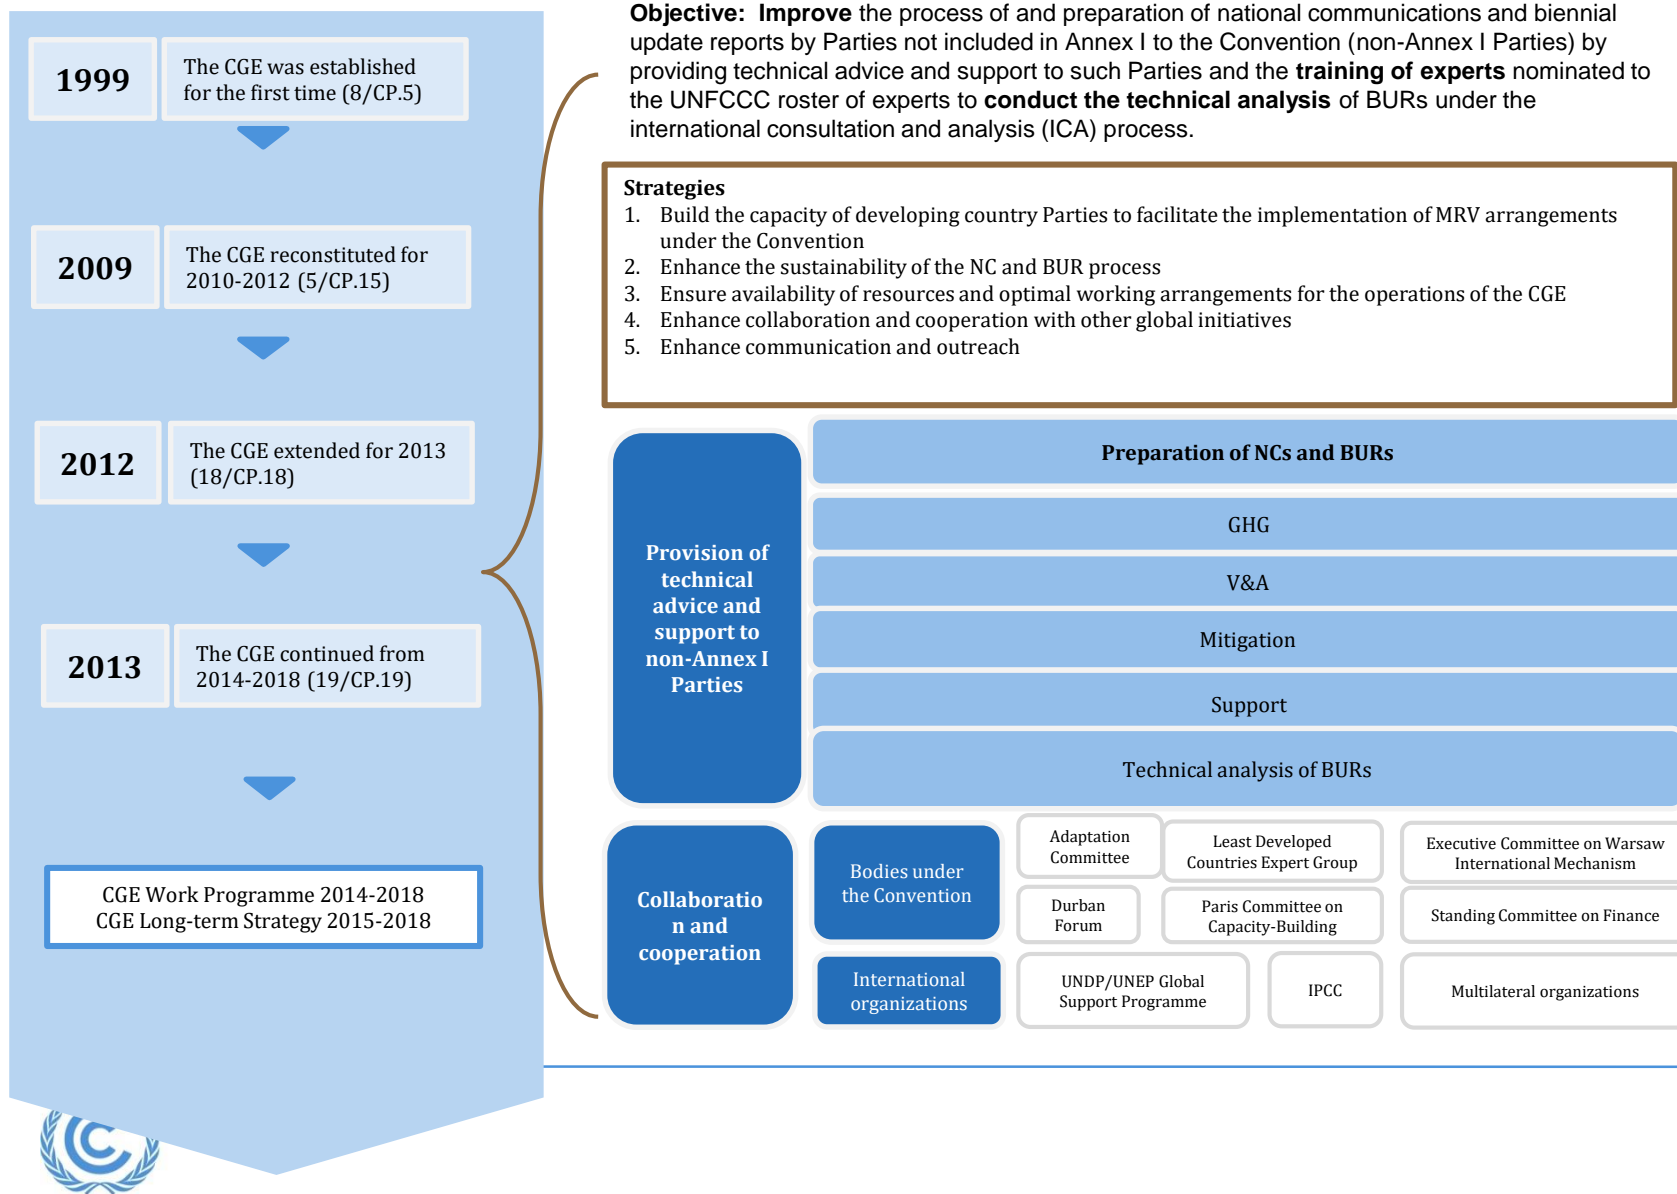 1999
The CGE was established
for the first time (8/CP.5)
2009
The CGE reconstituted for
2010-2012 (5/CP.15)
2012
The CGE extended for 2013
(18/CP.18)
2013
The CGE continued from
2014-2018 (19/CP.19)
CGE Work Programme 2014-2018
CGE Long-term Strategy 2015-2018
Objective: Improve the process of and preparation of national communications and biennial
update reports by Parties not included in Annex I to the Convention (non-Annex I Parties) by
providing technical advice and support to such Parties and the training of experts nominated to
the UNFCCC roster of experts to conduct the technical analysis of BURs under the
international consultation and analysis (ICA) process.
Strategies
1. Build the capacity of developing country Parties to facilitate the implementation of MRV arrangements
under the Convention
2. Enhance the sustainability of the NC and BUR process
3. Ensure availability of resources and optimal working arrangements for the operations of the CGE
4. Enhance collaboration and cooperation with other global initiatives
5. Enhance communication and outreach
Provision of
technical
advice and
support to
non-Annex I
Parties
Preparation of NCs and BURs
GHG
V&A
Mitigation
Support
Technical analysis of BURs
Collaboratio
n and
cooperation
Bodies under
the Convention
Adaptation
Committee
Least Developed
Countries Expert Group
Executive Committee on Warsaw
International Mechanism
Durban
Forum
Paris Committee on
Capacity-Building
Standing Committee on Finance
International
organizations
UNDP/UNEP Global
Support Programme
IPCC
Multilateral organizations